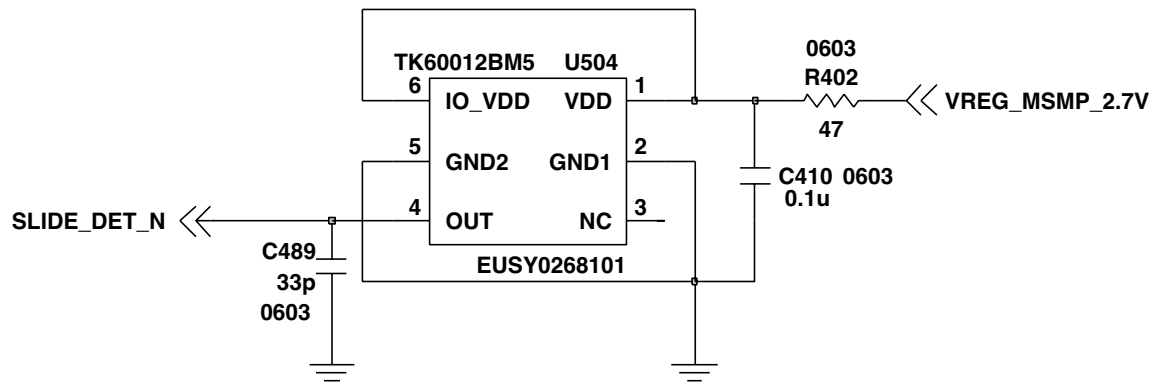 0603
TK60012BM5 U504 R402
6 IO_VDD VDD 1 VREG_MSMP_2.7V
47
5 GND2 GND1 2
C410 0603
0.1u
SLIDE_DET_N 4 OUT NC 3
C489
33p
0603
EUSY0268101